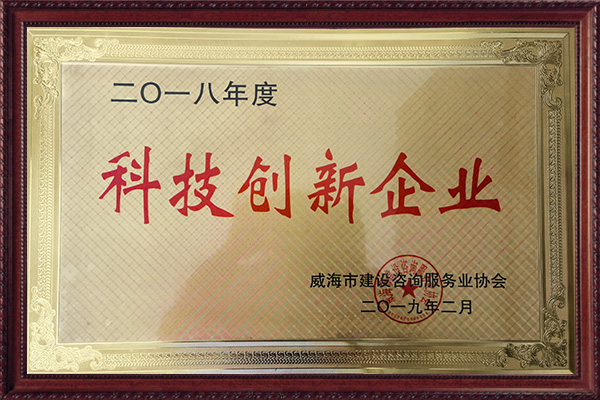 二〇一八年度
科技创新企业
威海市建设咨询服务业协会
二〇一九年二月